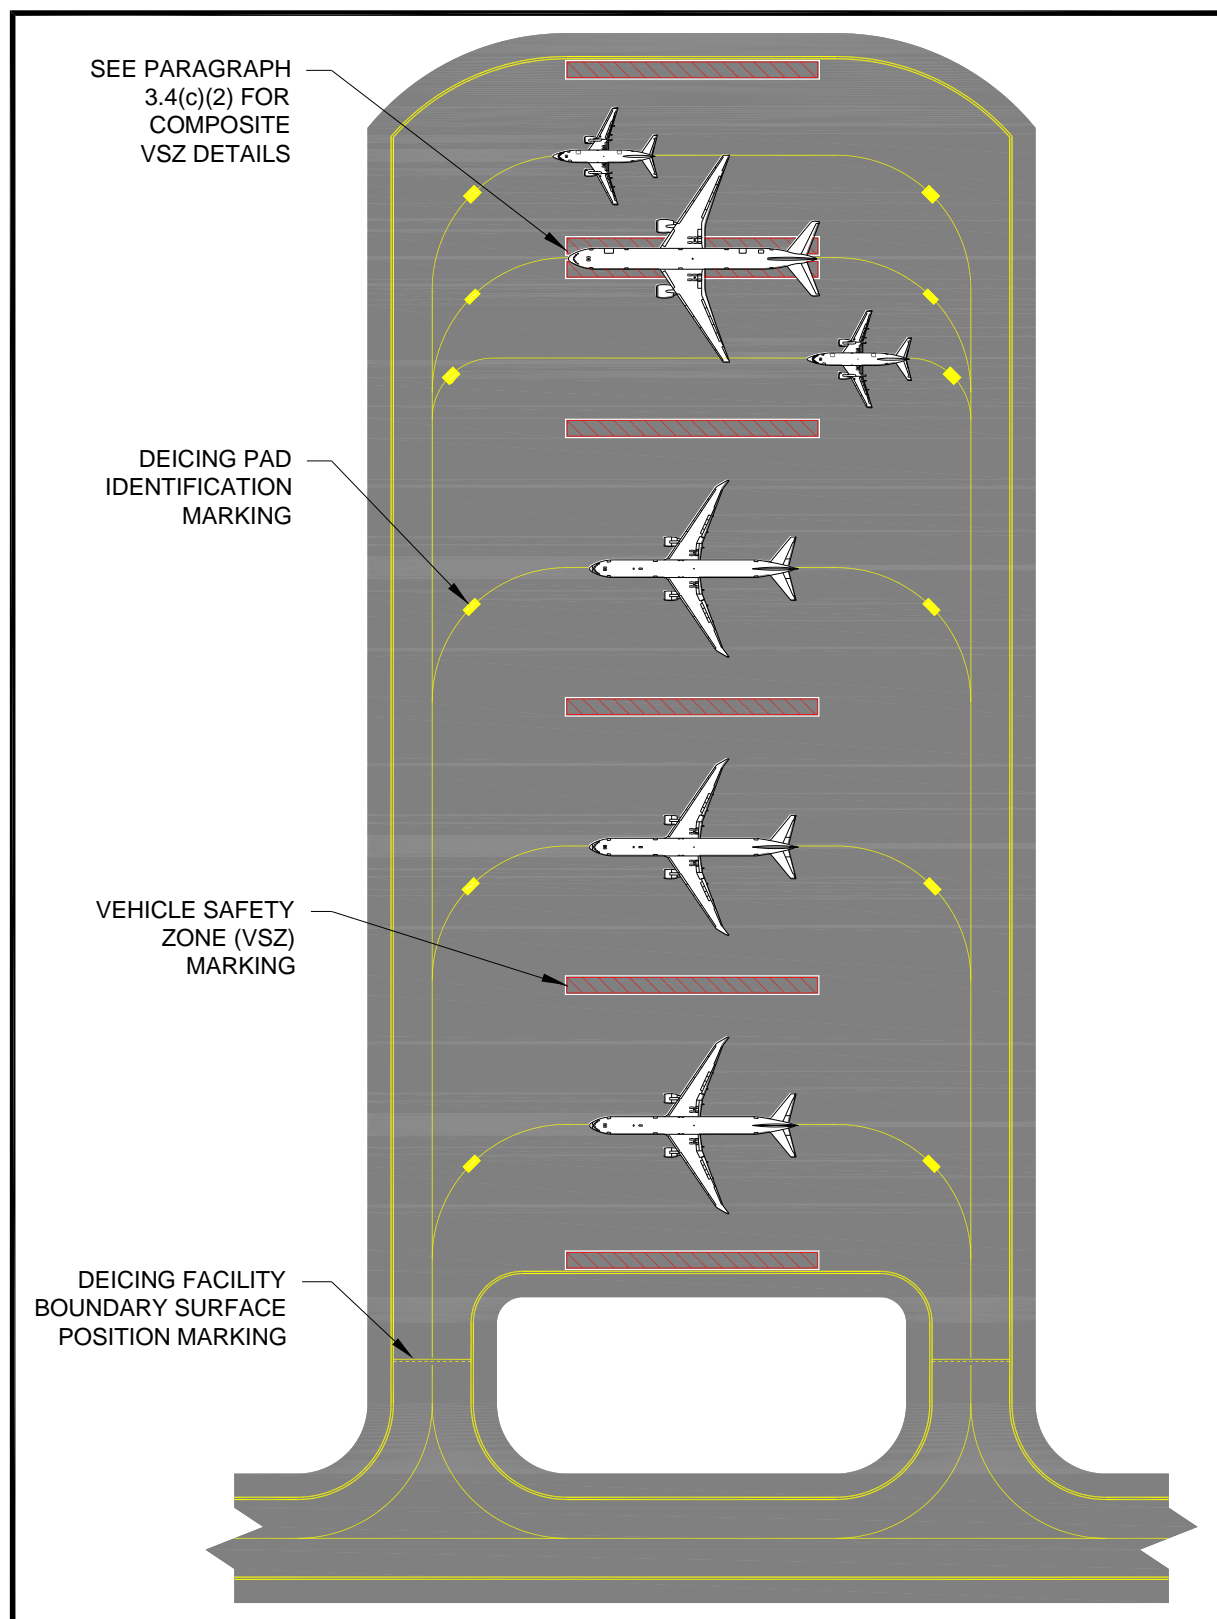 SEE PARAGRAPH
3.4(c)(2) FOR
COMPOSITE
VSZ DETAILS
DEICING PAD
IDENTIFICATION
MARKING
VEHICLE SAFETY
ZONE (VSZ)
MARKING
DEICING FACILITY
BOUNDARY SURFACE
POSITION MARKING